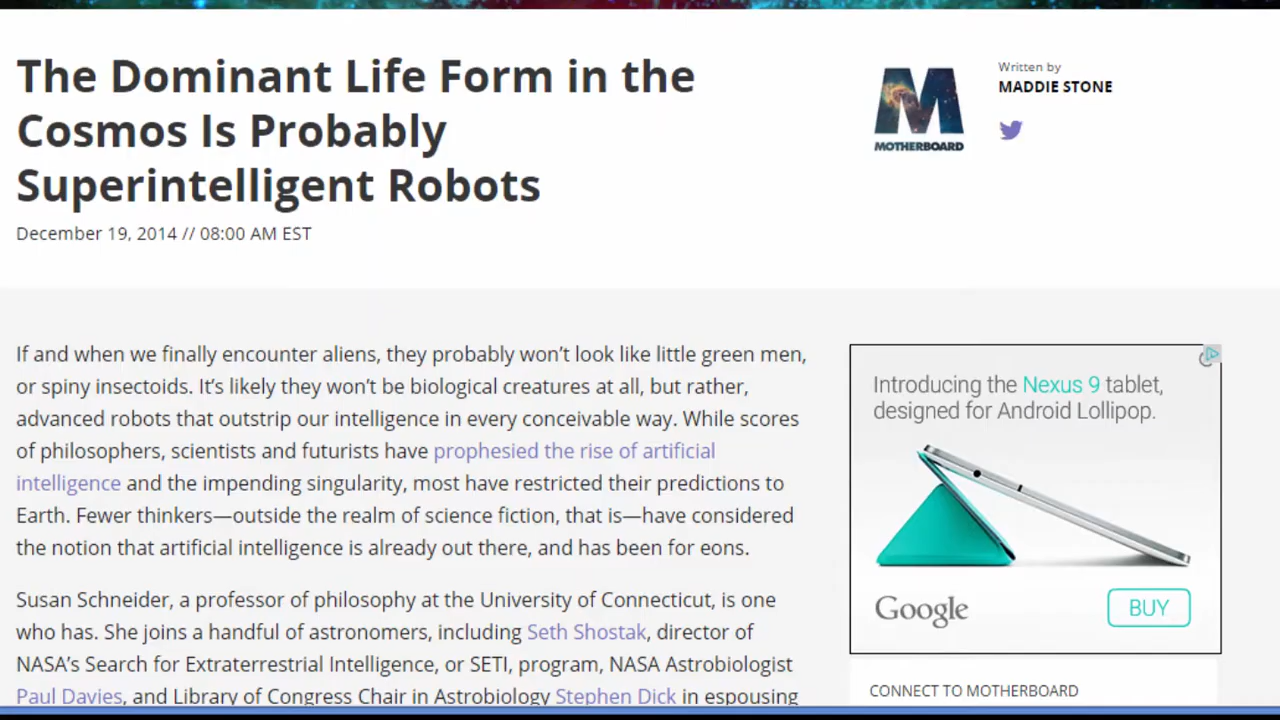 The Dominant Life Form in the
Cosmos Is Probably
Superintelligent Robots
December 19, 2014 // 08:00 AM EST
M
MOTHERBOARD
Written by
MADDIE STONE
If and when we finally encounter aliens, they probably won’t look like little green men,
or spiny insectoids. It’s likely they won’t be biological creatures at all, but rather,
advanced robots that outstrip our intelligence in every conceivable way. While scores
of philosophers, scientists and futurists have prophesied the rise of artificial
intelligence and the impending singularity, most have restricted their predictions to
Earth. Fewer thinkers—outside the realm of science fiction, that is—have considered
the notion that artificial intelligence is already out there, and has been for eons.
Susan Schneider, a professor of philosophy at the University of Connecticut, is one
who has. She joins a handful of astronomers, including Seth Shostak, director of
NASA’s Search for Extraterrestrial Intelligence, or SETI, program, NASA Astrobiologist
Paul Davies, and Library of Congress Chair in Astrobiology Stephen Dick in espousing
Introducing the Nexus 9 tablet,
designed for Android Lollipop.
Google
BUY
CONNECT TO MOTHERBOARD